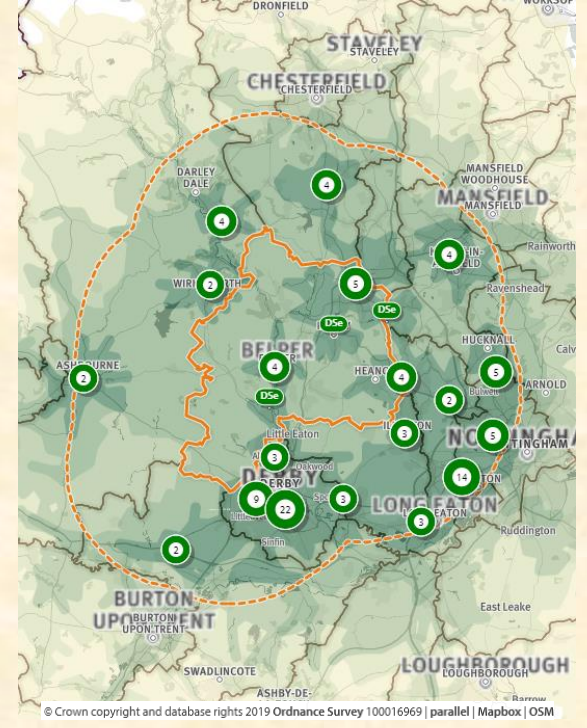 DRONFIELD
WORKSOP
STAVELEY
STAVELEY
CHESTERFIELD
CHESTERFIELD
DARLEY
DALE
4
4
MANSFIELD
WOODHOUSE
MANSFIELD
MANSFIELD
4
Rainworth
2
5
Ravenshead
DSe
DSe
HUCKNALL
BELPER
ASHBOURNE
2
4
HEANOR
4
5
Bulwell
ARNOLD
DSe
2
Little Eaton
3
5
NOTTINGHAM
3
Oakwood
DERBY
DERBY
9
22
3
14
LONG EATON
3
Sinfin
Ruddington
2
BURTON
UPON TRENT
BURTON
UPON TRENT
East Leake
SWADLINCOTE
LOUGHBOROUGH
LOUGHBOROUGH
ASHBY-DE-
Barrow
© Crown copyright and database rights 2019 Ordnance Survey 100016969 | parallel | Mapbox | OSM